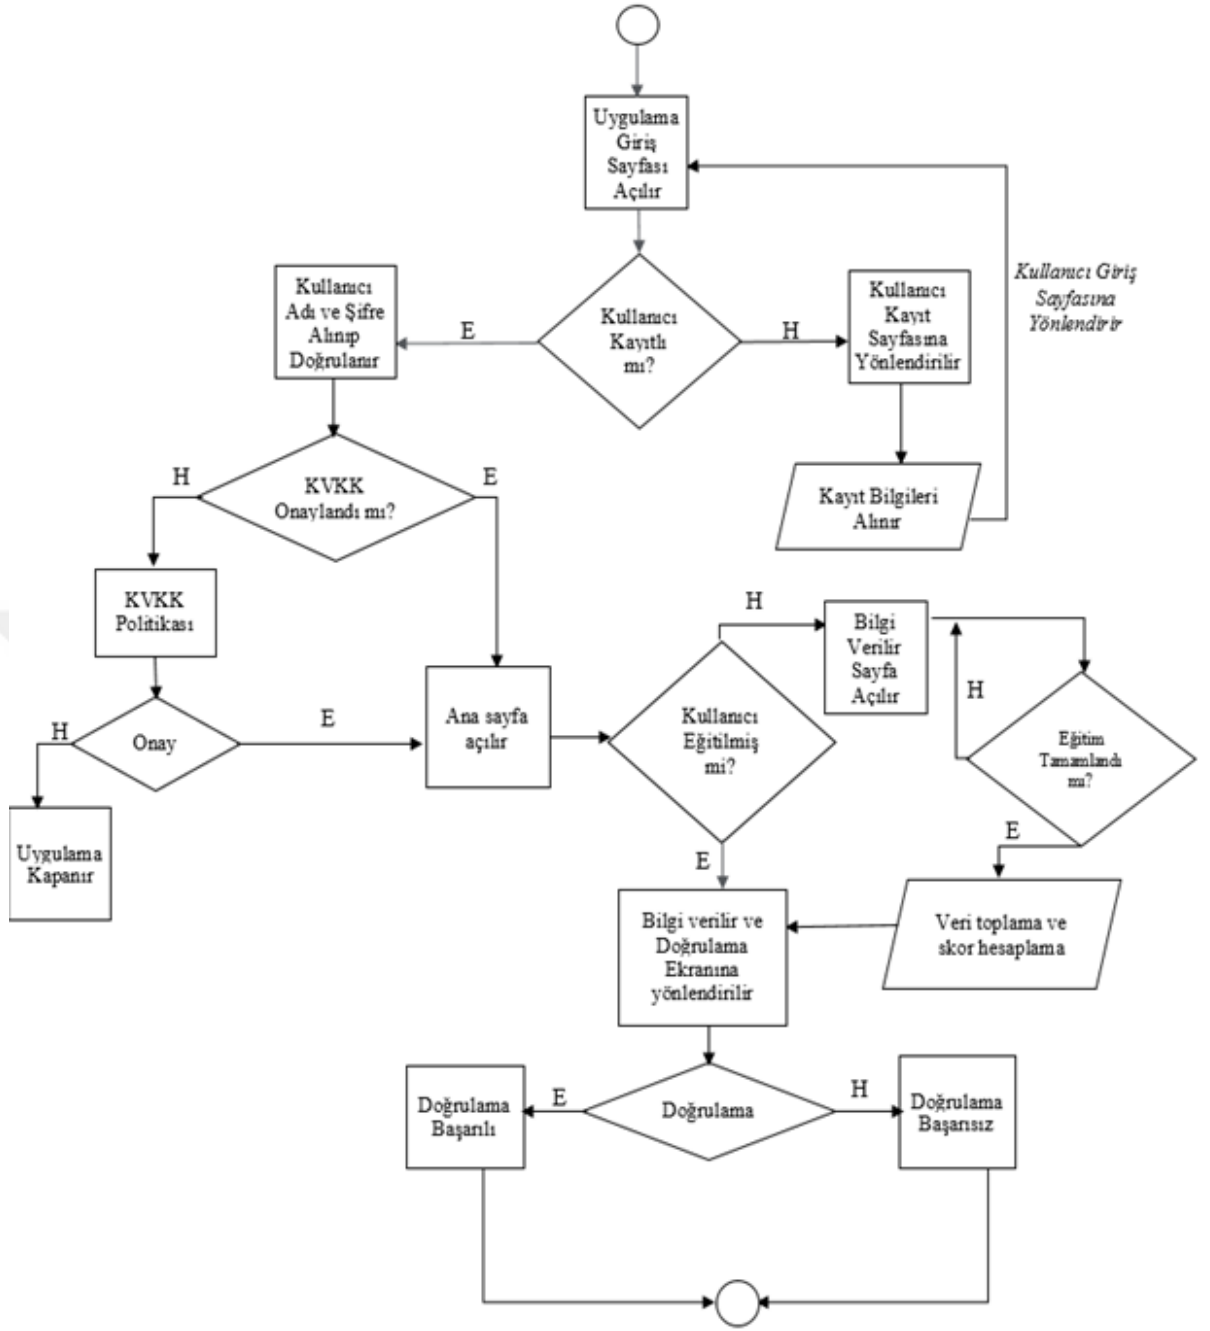 Uygulama
Giriş
Sayfası
Açılır
Kullanıcı Giriş
Sayfasına
Yönlendirir
Kullanıcı
Adı ve Şifre
Alınıp
Doğrulanır
E
Kullanıcı
Kayıtlı
mı?
H
Kullanıcı
Kayıt
Sayfasına
Yönlendirilir
H
KVKK
Onaylandı mı?
E
Kayıt Bilgileri
Alınır
KVKK
Politikası
H
Bilgi
Verilir
Sayfa
Açılır
H
H
Onay
E
Ana sayfa
açılır
Kullanıcı
Eğitilmiş
mi?
Eğitim
Tamamlandı
mı?
E
E
Uygulama
Kapanır
Bilgi verilir ve
Doğrulama
Ekranına
yönlendirilir
Veri toplama ve
skor hesaplama
Doğrulama
Başarılı
E
Doğrulama
H
Doğrulama
Başarısız